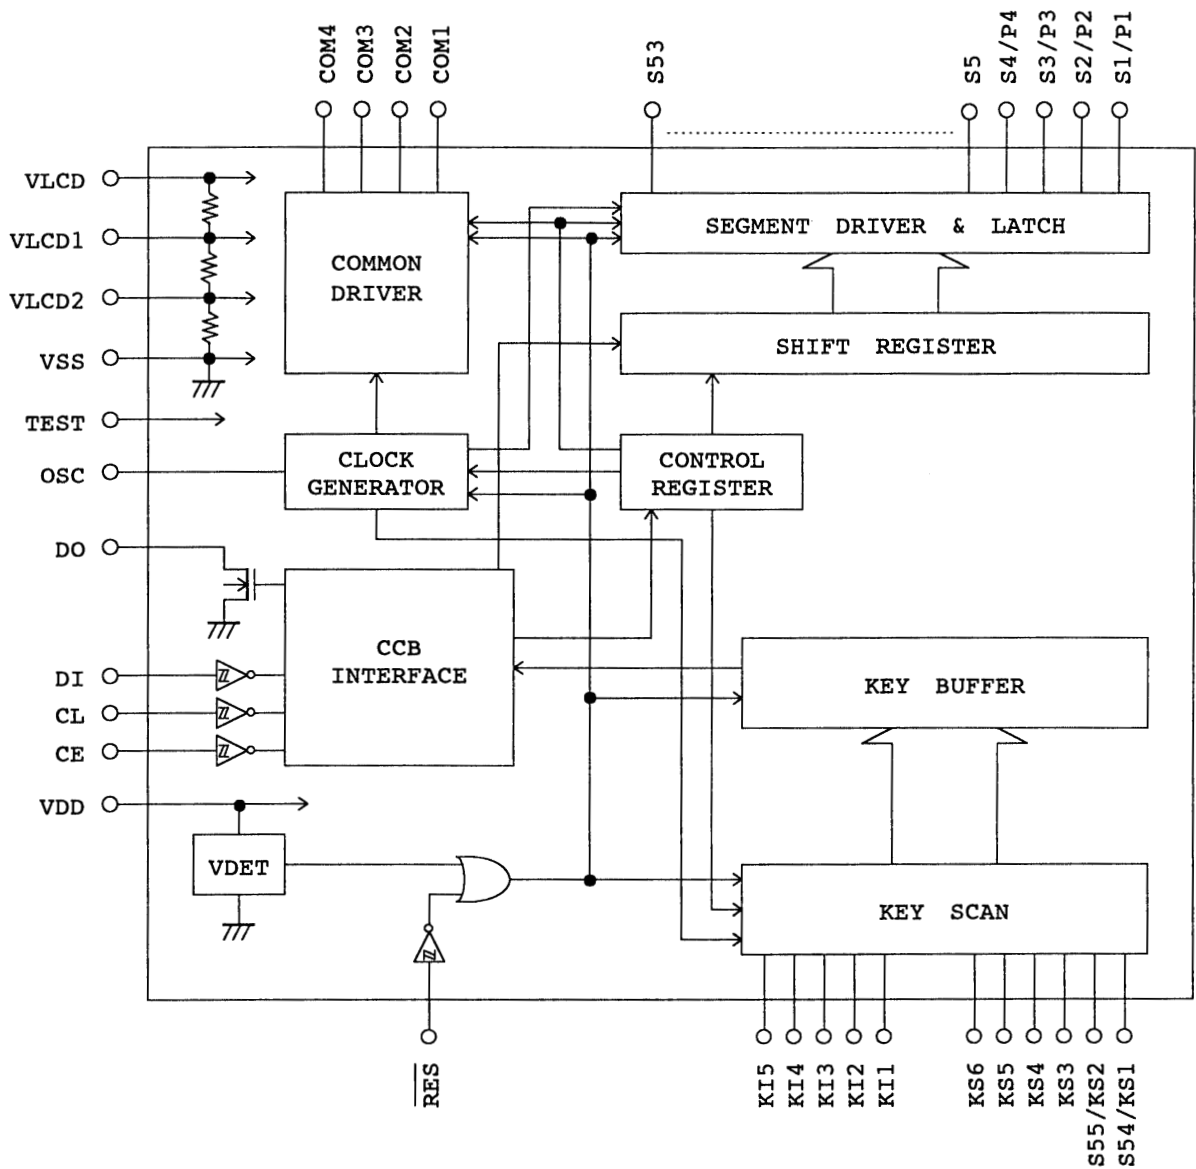 COM4
COM3
COM2
COM1
S53
S5
S4/P4
S3/P3
S2/P2
S1/P1
VLCD
VLCD1
VLCD2
VSS
TEST
OSC
DO
DI
CL
CE
VDD
COMMON
DRIVER
SEGMENT DRIVER & LATCH
SHIFT REGISTER
CLOCK
GENERATOR
CONTROL
REGISTER
CCB
INTERFACE
KEY BUFFER
VDET
KEY SCAN
RES
KI5
KI4
KI3
KI2
KI1
KS6
KS5
KS4
KS3
S55/KS2
S54/KS1